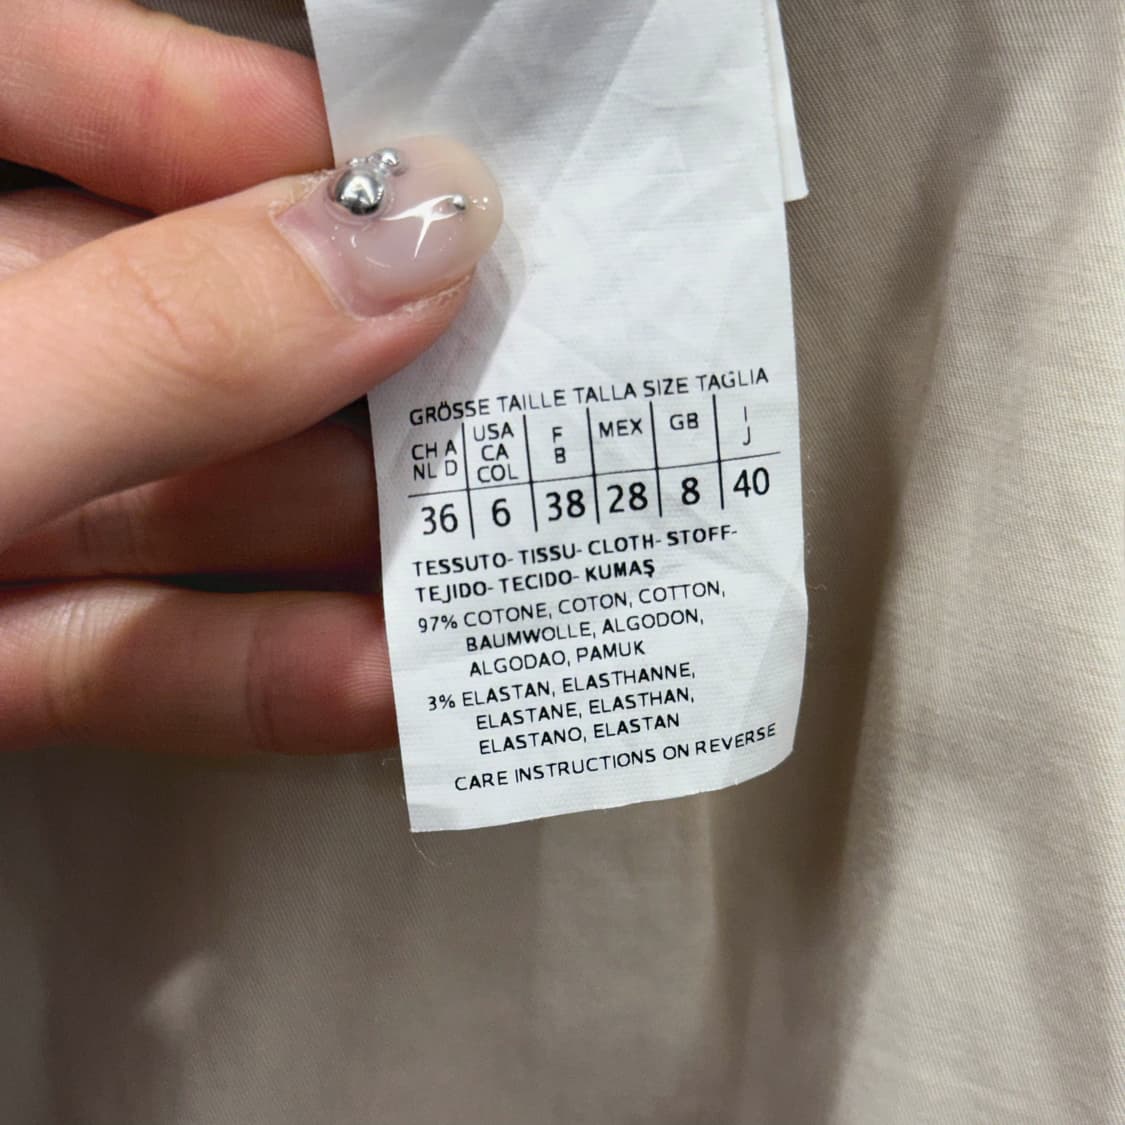 GRÖSSE TAILLE TALLA SIZE TAGLIA
CH A NL D | USA CA COL | F B | MEX | GB | I J
36 | 6 | 38 | 28 | 8 | 40
TESSUTO- TISSU- CLOTH- STOFF-
TEJIDO- TECIDO- KUMAŞ
97% COTONE, COTON, COTTON,
BAUMWOLLE, ALGODON,
ALGODAO, PAMUK
3% ELASTAN, ELASTHANNE,
ELASTANE, ELASTHAN,
ELASTANO, ELASTAN
CARE INSTRUCTIONS ON REVERSE